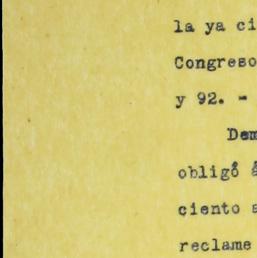 la ya ci
Congreso
y 92. -
Dem
obligó á
ciento a
reclame